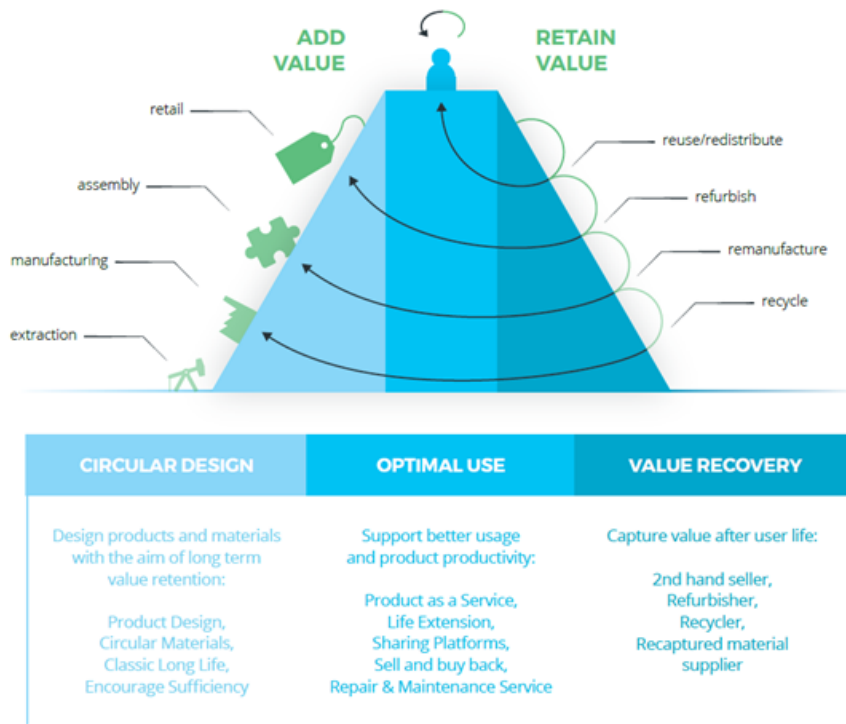 ADD
VALUE
RETAIN
VALUE
retail
assembly
manufacturing
extraction
reuse/redistribute
refurbish
remanufacture
recycle
CIRCULAR DESIGN
Design products and materials
with the aim of long term
value retention:
Product Design,
Circular Materials,
Classic Long Life,
Encourage Sufficiency
OPTIMAL USE
Support better usage
and product productivity:
Product as a Service,
Life Extension,
Sharing Platforms,
Sell and buy back,
Repair & Maintenance Service
VALUE RECOVERY
Capture value after user life:
2nd hand seller,
Refurbisher,
Recycler,
Recaptured material
supplier